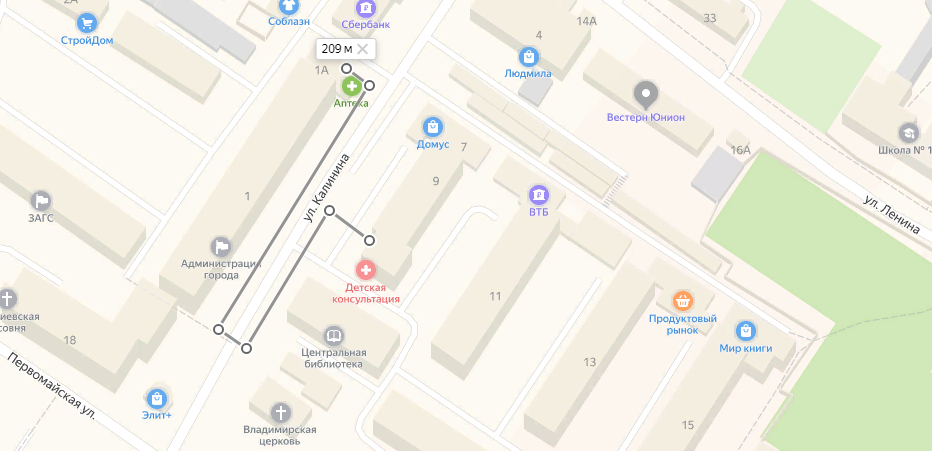 2А
Соблазн
Сбербанк
14А
33
СтройДом
4
209 м
1А
Людмила
Аптека
Вестерн Юнион
Домус
7
16А
Школа № 1
ул. Калинина
9
1
ВТБ
ул. Ленина
ЗАГС
Администрация
города
Детская
консультация
11
Продуктовый
рынок
Мир книги
18
Центральная
библиотека
13
Первомайская ул.
Элит+
Владимирская
церковь
15